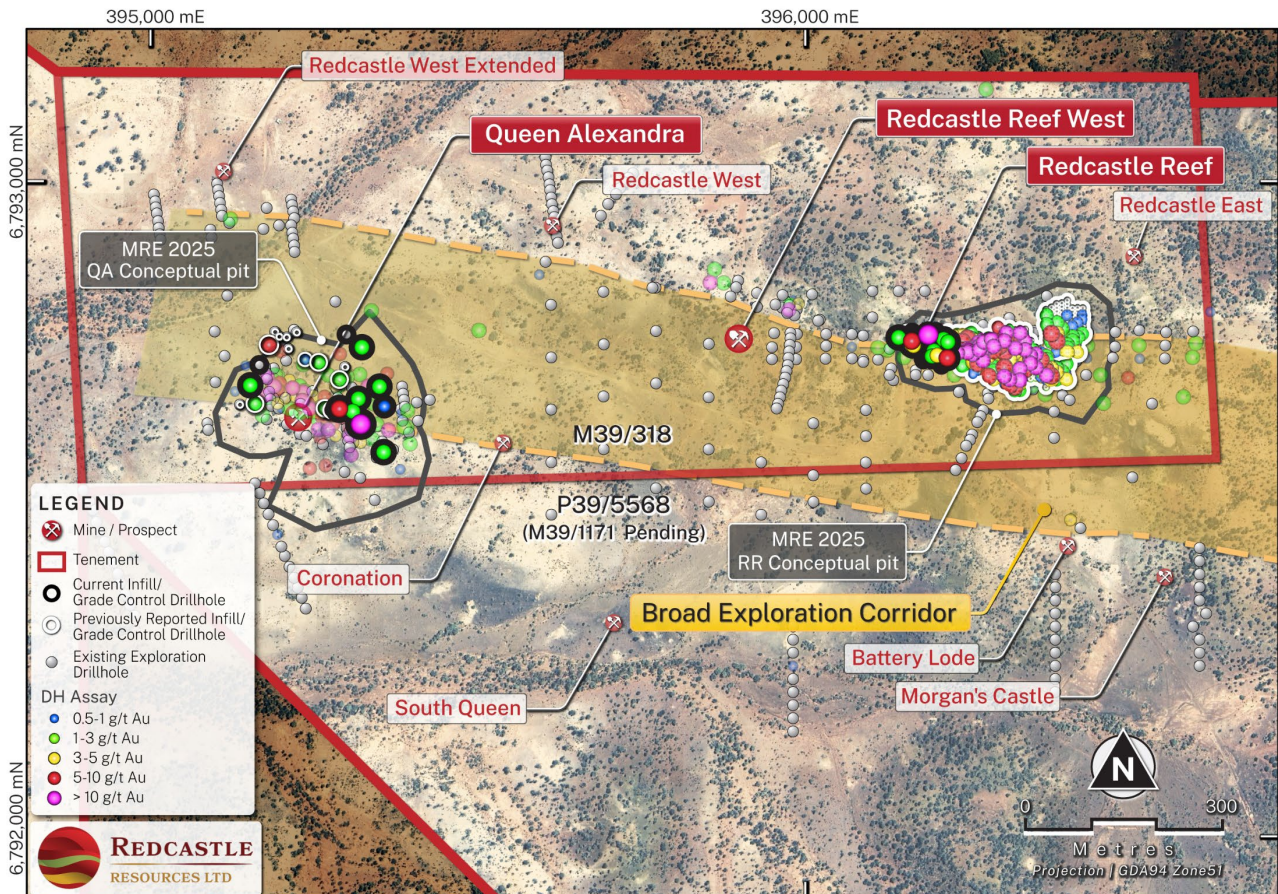 395,000 mE
396,000 mE
6,793,000 mN
6,792,000 mN
Redcastle West Extended
Queen Alexandra
Redcastle Reef West
Redcastle Reef
Redcastle West
Redcastle East
MRE 2025
QA Conceptual pit
M39/318
P39/5568
(M39/1171 Pending)
MRE 2025
RR Conceptual pit
Coronation
Broad Exploration Corridor
Battery Lode
Morgan's Castle
South Queen
LEGEND
Mine / Prospect
Tenement
Current Infill/
Grade Control Drillhole
Previously Reported Infill/
Grade Control Drillhole
Existing Exploration
Drillhole
DH Assay
0.5-1 g/t Au
1-3 g/t Au
3-5 g/t Au
5-10 g/t Au
> 10 g/t Au
REDCASTLE
RESOURCES LTD
N
0 300
Metres
Projection | GDA94 Zone51